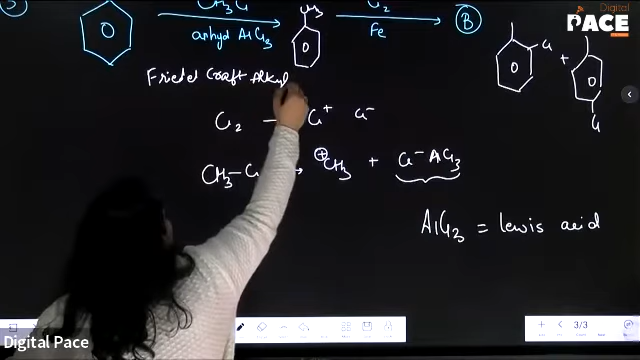 CH3Cl
anhyd AlCl3
CH3
Cl2
Fe
B
Cl
+
Cl
Friedel Craft Alkyl
Cl2 → Cl+ Cl-
CH3-Cl → ⊕CH3 + Cl- AlCl3
AlCl3 = lewis acid
Digital
PACE
3/3
Digital Pace